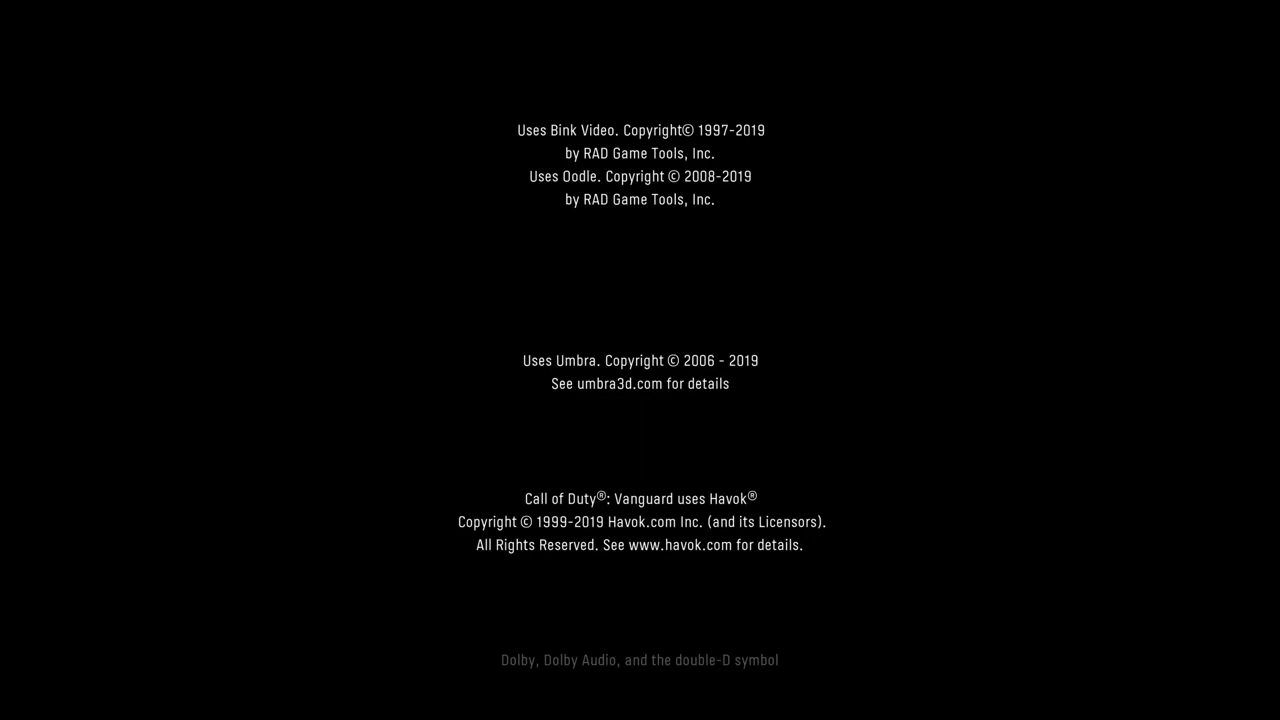 Uses Bink Video. Copyright© 1997-2019
by RAD Game Tools, Inc.
Uses Oodle. Copyright © 2008-2019
by RAD Game Tools, Inc.
Uses Umbra. Copyright © 2006 - 2019
See umbra3d.com for details
Call of Duty®: Vanguard uses Havok®
Copyright © 1999-2019 Havok.com Inc. (and its Licensors).
All Rights Reserved. See www.havok.com for details.
Dolby, Dolby Audio, and the double-D symbol